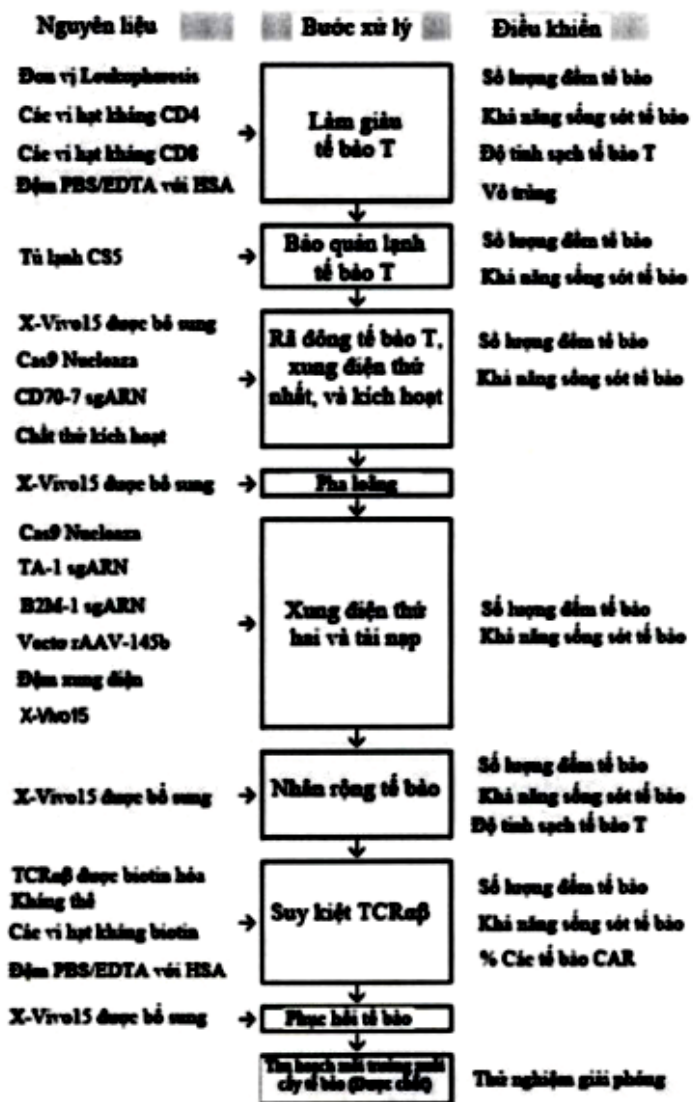 Nguyên liệu
Bước xử lý
Điều khiển
Đơn vị Leukopheresis
Các vi hạt kháng CD4
Các vi hạt kháng CD8
Đệm PBS/EDTA với HSA
Làm giàu
tế bào T
Số lượng đếm tế bào
Khả năng sống sót tế bào
Độ tinh sạch tế bào T
Vô trùng
Tủ lạnh CS5
Bảo quản lạnh
tế bào T
Số lượng đếm tế bào
Khả năng sống sót tế bào
X-Vivo15 được bổ sung
Cas9 Nucleaza
CD70-7 sgARN
Chất thử kích hoạt
Rã đông tế bào T,
xung điện thứ
nhất, và kích hoạt
Số lượng đếm tế bào
Khả năng sống sót tế bào
X-Vivo15 được bổ sung
Pha loãng
Cas9 Nucleaza
TA-1 sgARN
B2M-1 sgARN
Vecto rAAV-145b
Đệm xung điện
X-Vivo15
Xung điện thứ
hai và tải nạp
Số lượng đếm tế bào
Khả năng sống sót tế bào
X-Vivo15 được bổ sung
Nhân rộng tế bào
Số lượng đếm tế bào
Khả năng sống sót tế bào
Độ tinh sạch tế bào T
TCRαβ được biotin hóa
Kháng thể
Các vi hạt kháng biotin
Đệm PBS/EDTA với HSA
Suy kiệt TCRαβ
Số lượng đếm tế bào
Khả năng sống sót tế bào
% Các tế bào CAR
X-Vivo15 được bổ sung
Phục hồi tế bào
Thu hoạch môi trường nuôi
cấy tế bào (Dược chất)
Thử nghiệm giải phóng